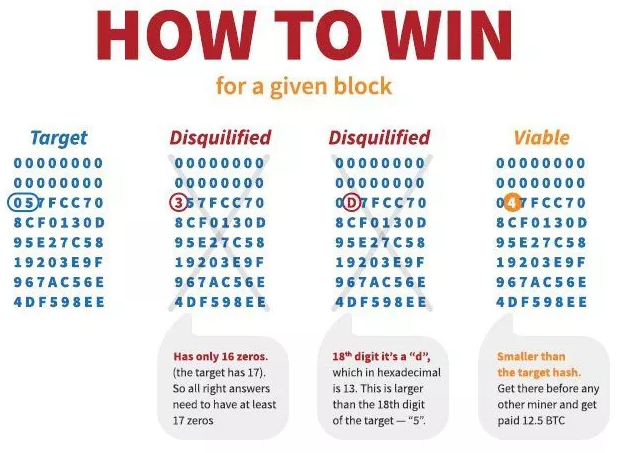 HOW TO WIN
for a given block
Target
00000000
00000000
057FCC70
8CF0130D
95E27C58
19203E9F
967AC56E
4DF598EE
Disquilified
00000000
00000000
357FCC70
8CF0130D
95E27C58
19203E9F
967AC56E
4DF598EE
Has only 16 zeros.
(the target has 17).
So all right answers
need to have at least
17 zeros
Disquilified
00000000
00000000
0D7FCC70
8CF0130D
95E27C58
19203E9F
967AC56E
4DF598EE
18th digit it's a “d”,
which in hexadecimal
is 13. This is larger
than the 18th digit
of the target — “5”.
Viable
00000000
00000000
047FCC70
8CF0130D
95E27C58
19203E9F
967AC56E
4DF598EE
Smaller than
the target hash.
Get there before any
other miner and get
paid 12.5 BTC